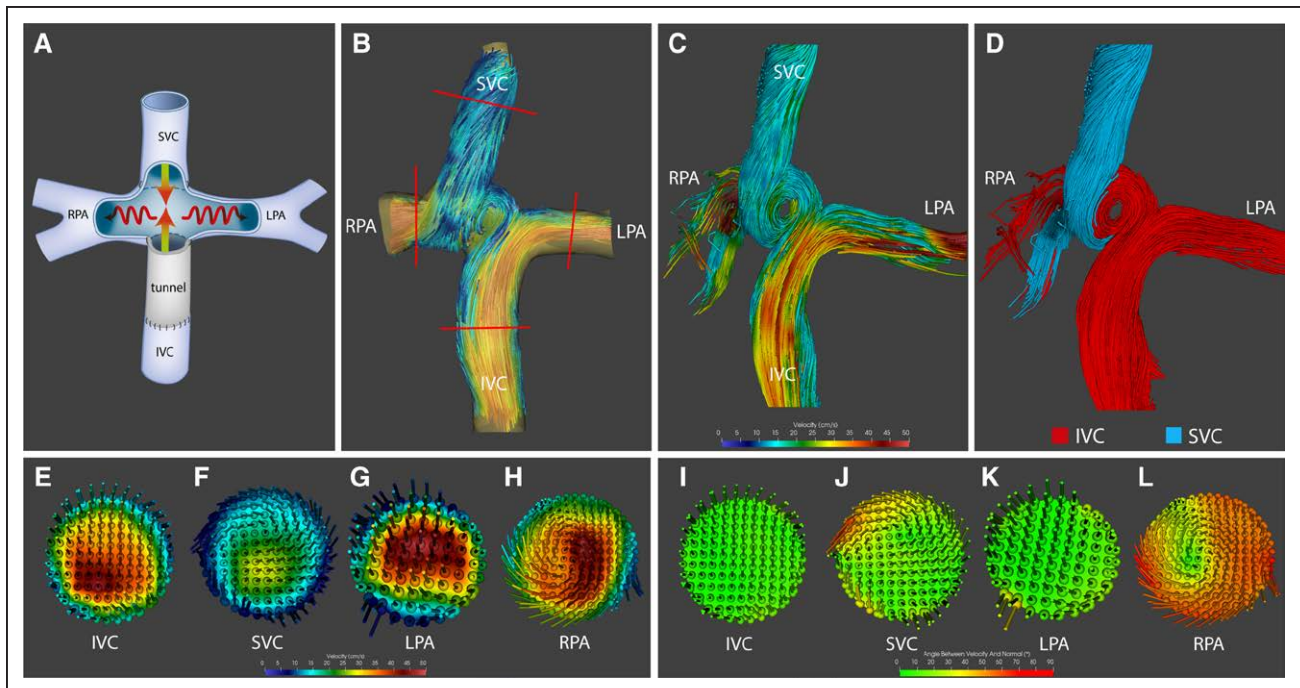 A
SVC
RPA
LPA
tunnel
IVC
B
SVC
RPA
LPA
IVC
C
SVC
RPA
LPA
IVC
Velocity (cm/s)
0 5 10 15 20 25 30 35 40 45 50
D
RPA
LPA
IVC SVC
E F G H
IVC SVC LPA RPA
Velocity (cm/s)
0 5 10 15 20 25 30 35 40 45 50
I J K L
IVC SVC LPA RPA
Angle Between Velocity And Normal (°)
0 10 20 30 40 50 60 70 80 90